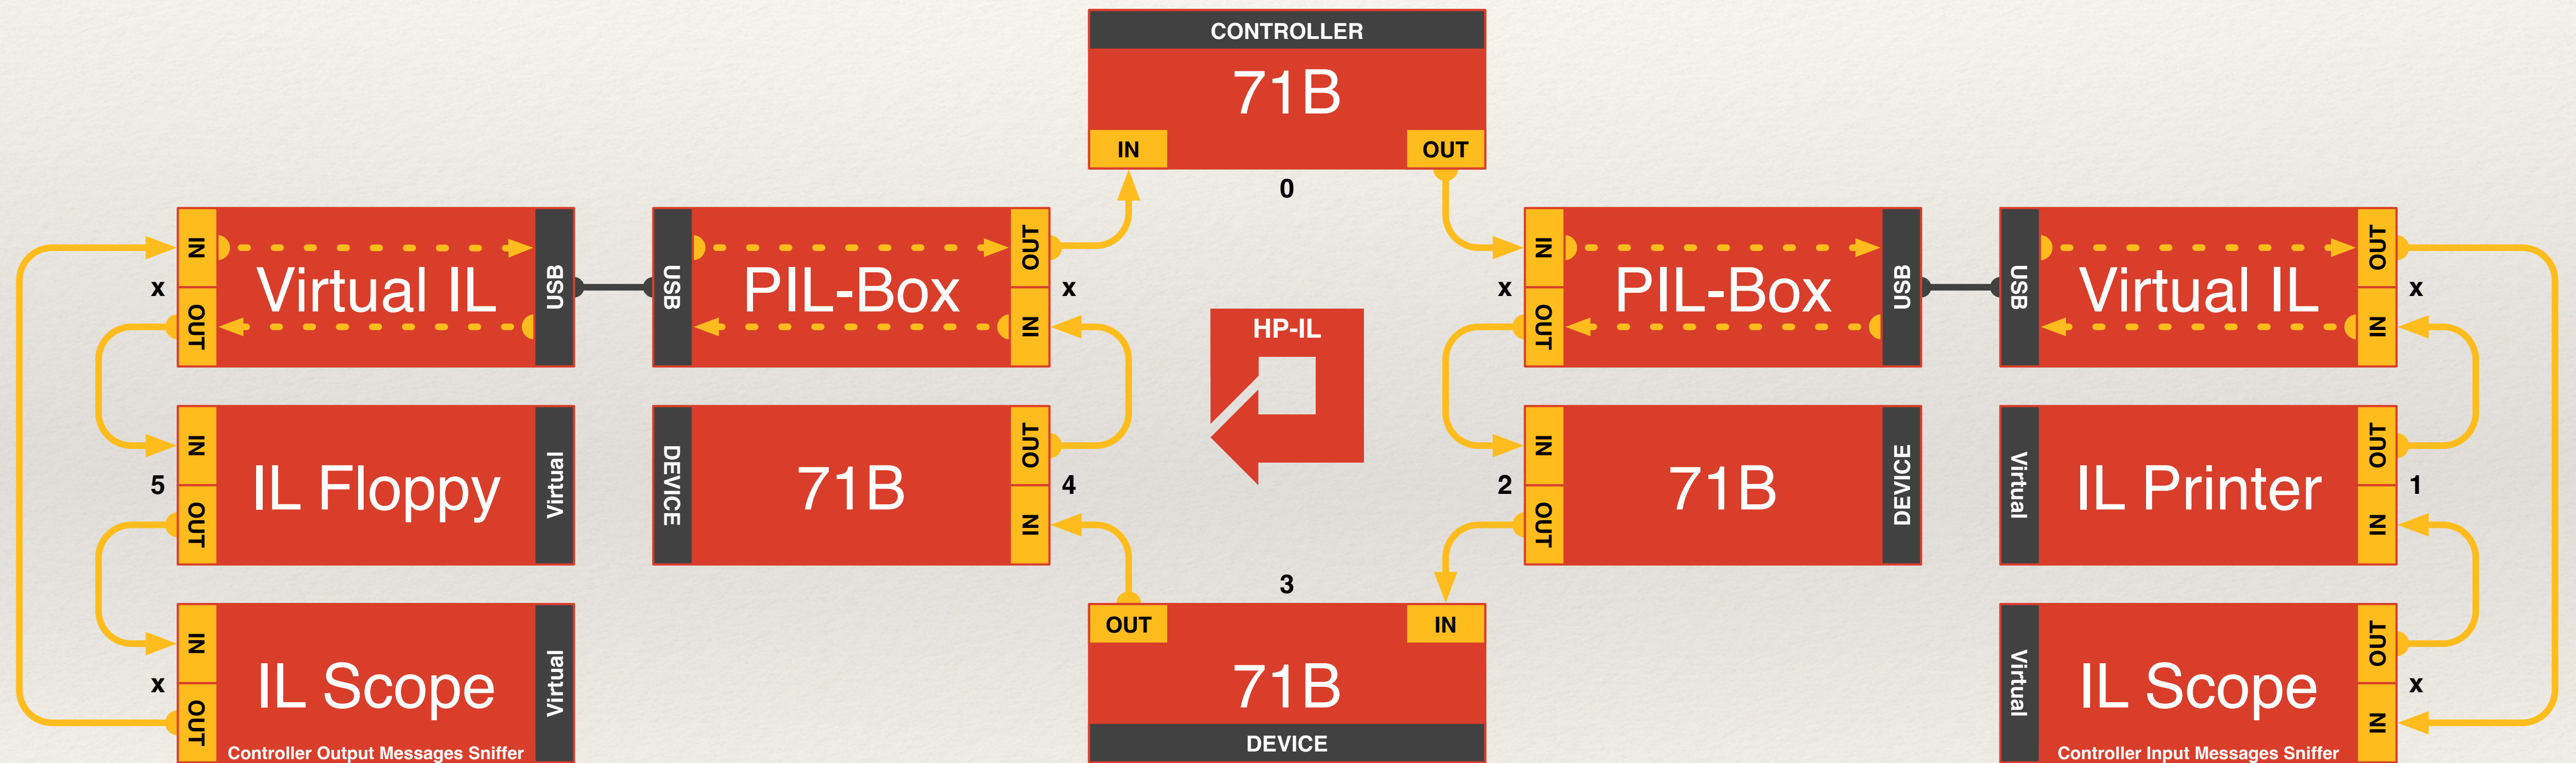 CONTROLLER
71B
IN
OUT
0
IN
OUT
x
Virtual IL
USB
USB
PIL-Box
OUT
IN
x
HP-IL
x
IN
OUT
PIL-Box
USB
USB
Virtual IL
OUT
IN
x
5
IN
OUT
IL Floppy
Virtual
DEVICE
71B
OUT
IN
4
2
IN
OUT
71B
DEVICE
Virtual
IL Printer
OUT
IN
1
3
x
IN
OUT
IL Scope
Controller Output Messages Sniffer
Virtual
OUT
IN
71B
DEVICE
Virtual
IL Scope
Controller Input Messages Sniffer
OUT
IN
x